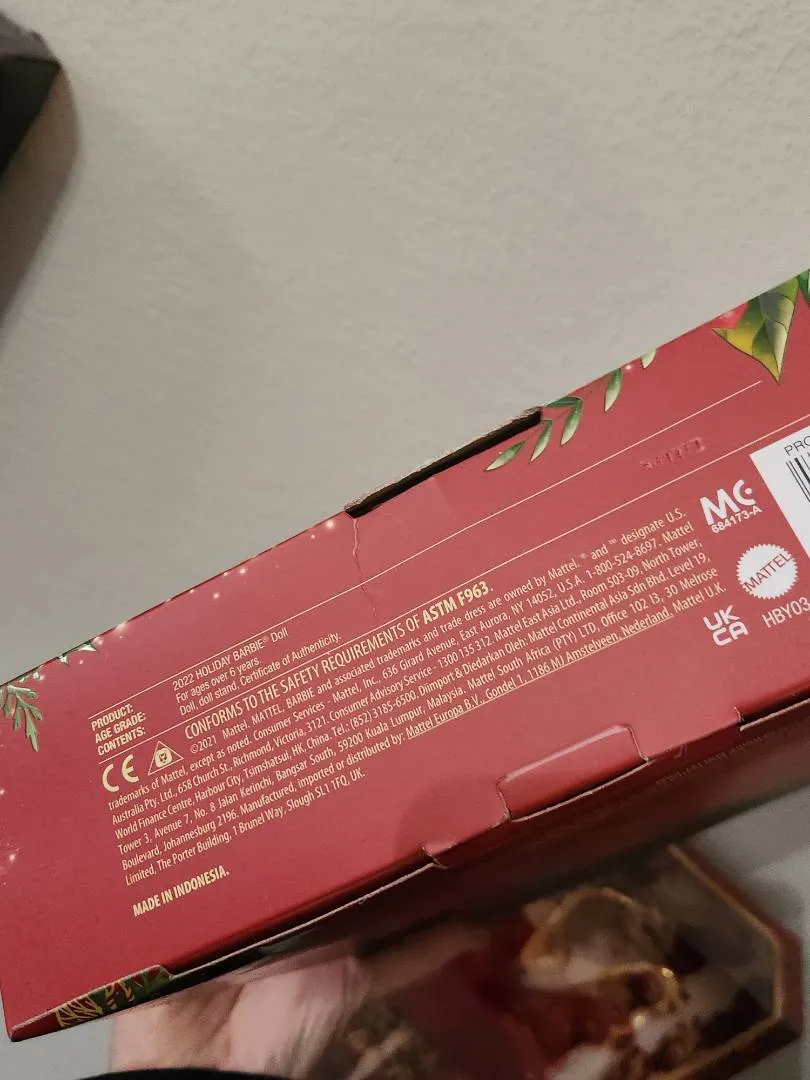 PRODUCT: 2022 HOLIDAY BARBIE® Doll
AGE GRADE: For ages over 6 years.
CONTENTS: Doll, doll stand, Certificate of Authenticity.
CE CONFORMS TO THE SAFETY REQUIREMENTS OF ASTM F963.
©2021 Mattel. MATTEL, BARBIE and associated trademarks and trade dress are owned by Mattel. ® and ™ designate U.S.
trademarks of Mattel, except as noted. Consumer Services - Mattel, Inc., 636 Girard Avenue, East Aurora, NY 14052, U.S.A. 1-800-524-8697. Mattel
Australia Pty. Ltd., 658 Church St., Richmond, Victoria, 3121. Consumer Advisory Service - 1300 135 312. Mattel East Asia Ltd., Room 503-09, North Tower,
World Finance Centre, Harbour City, Tsimshatsui, HK, China. Tel.: (852) 3185-6500. Diimport & Diedarkan Oleh: Mattel Continental Asia Sdn Bhd. Level 19,
Tower 3, Avenue 7, No. 8 Jalan Kerinchi, Bangsar South, 59200 Kuala Lumpur, Malaysia. Mattel South Africa (PTY) LTD, Office 102 I3, 30 Melrose
Boulevard, Johannesburg 2196. Manufactured, imported or distributed by: Mattel Europa B.V., Gondel 1, 1186 MJ Amstelveen, Nederland. Mattel U.K.
Limited, The Porter Building, 1 Brunel Way, Slough SL1 1FQ, UK.
MADE IN INDONESIA.
MC
684173-A
MATTEL
UK
CA
HBY03
PRO